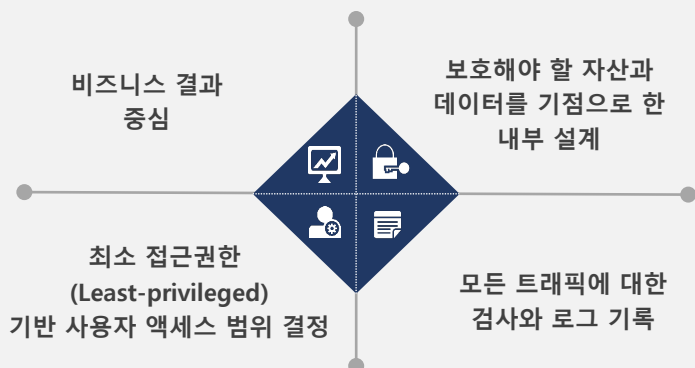 비즈니스 결과
중심
보호해야 할 자산과
데이터를 기점으로 한
내부 설계
최소 접근권한
(Least-privileged)
기반 사용자 액세스 범위 결정
모든 트래픽에 대한
검사와 로그 기록